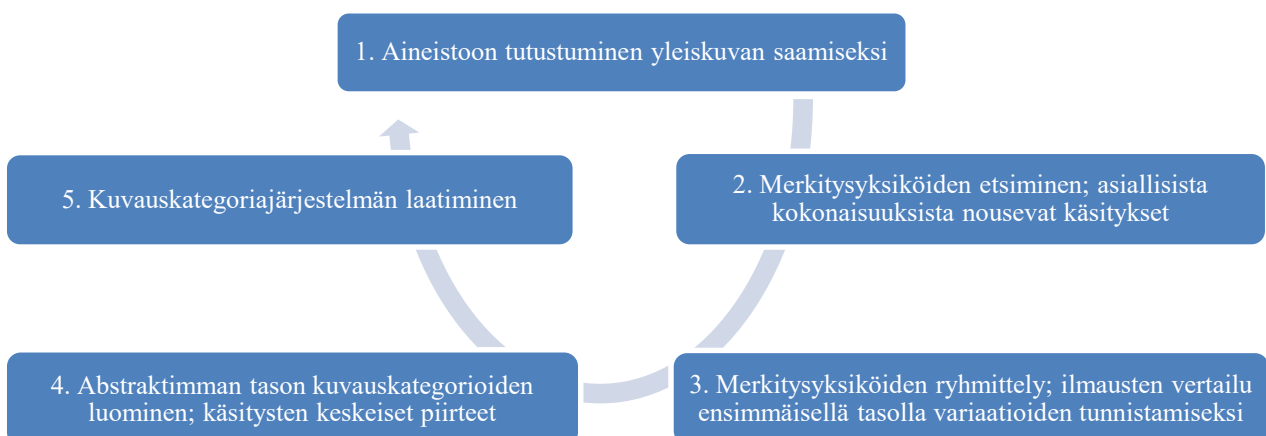 1. Aineistoon tutustuminen yleiskuvan saamiseksi
2. Merkitysyksiköiden etsiminen; asiallisista
kokonaisuuksista nousevat käsitykset
3. Merkitysyksiköiden ryhmittely; ilmausten vertailu
ensimmäisellä tasolla variaatioiden tunnistamiseksi
4. Abstraktimman tason kuvauskategorioiden
luominen; käsitysten keskeiset piirteet
5. Kuvauskategoriajärjestelmän laatiminen